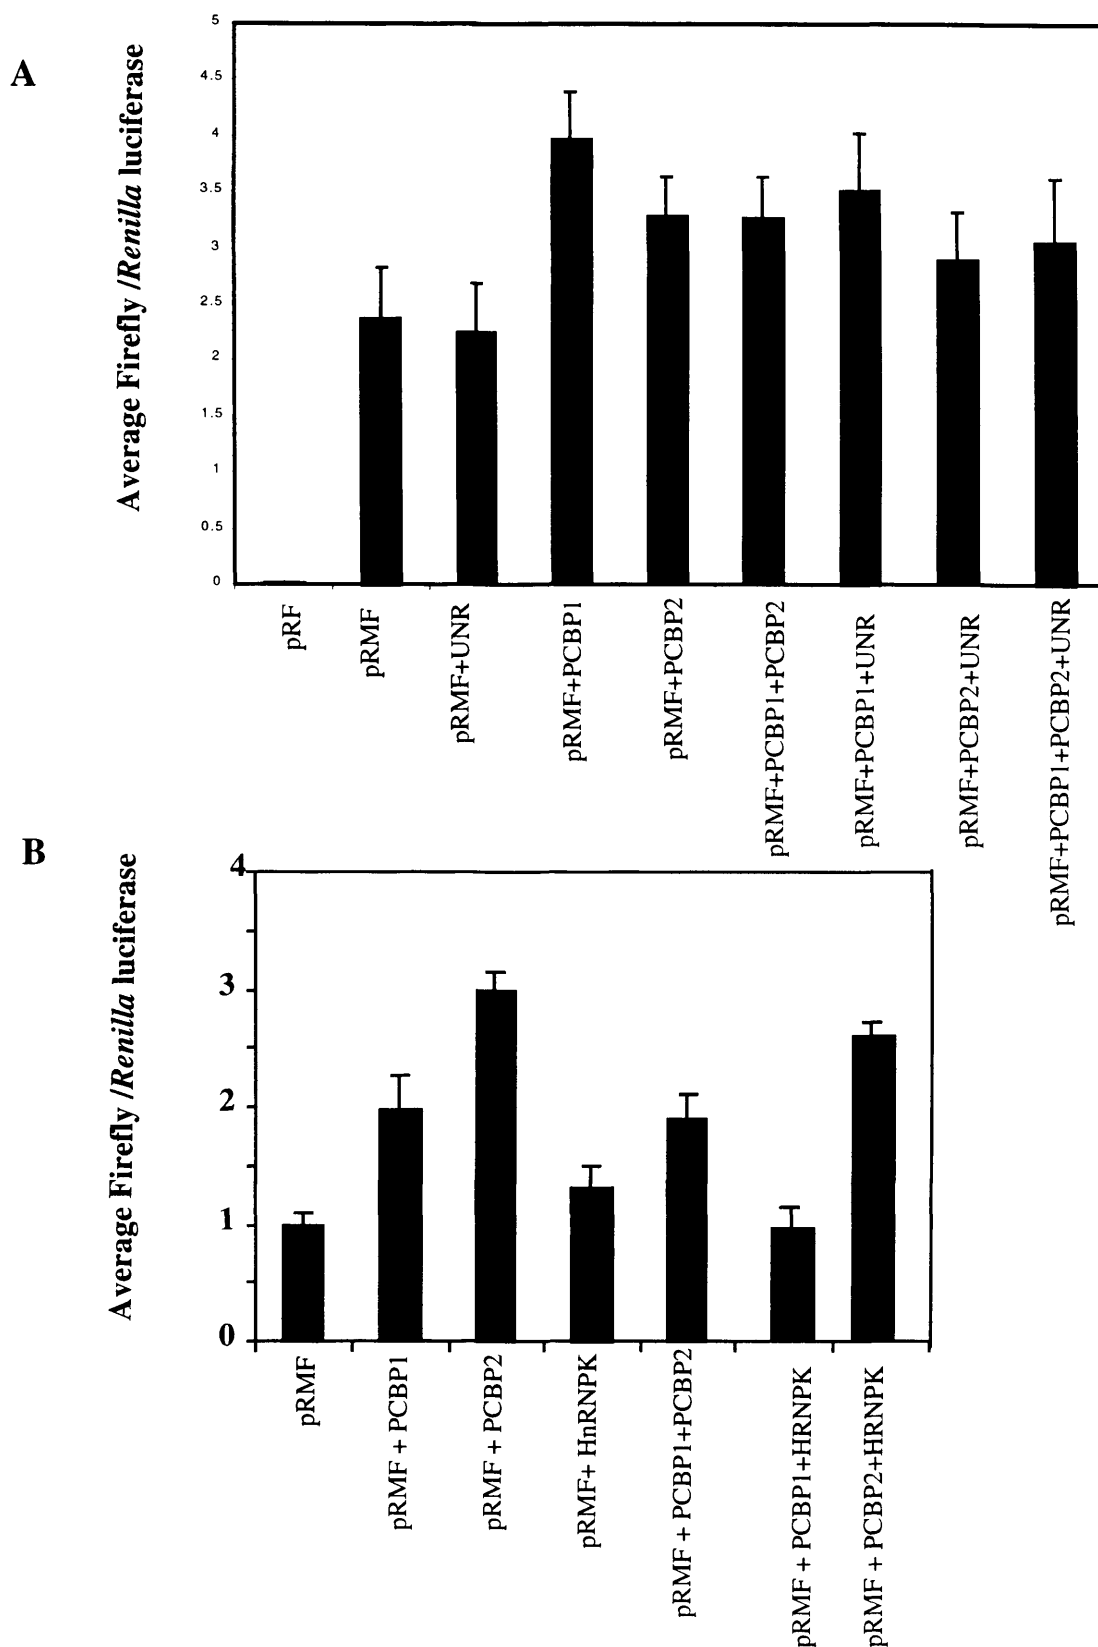 A
Average Firefly /Renilla luciferase
5
4.5
4
3.5
3
2.5
2
1.5
1
0.5
0
pRF
pRMF
pRMF+UNR
pRMF+PCBP1
pRMF+PCBP2
pRMF+PCBP1+PCBP2
pRMF+PCBP1+UNR
pRMF+PCBP2+UNR
pRMF+PCBP1+PCBP2+UNR
B
Average Firefly /Renilla luciferase
4
3
2
1
0
pRMF
pRMF + PCBP1
pRMF + PCBP2
pRMF+ HnRNPK
pRMF + PCBP1+PCBP2
pRMF + PCBP1+HRNPK
pRMF + PCBP2+HRNPK